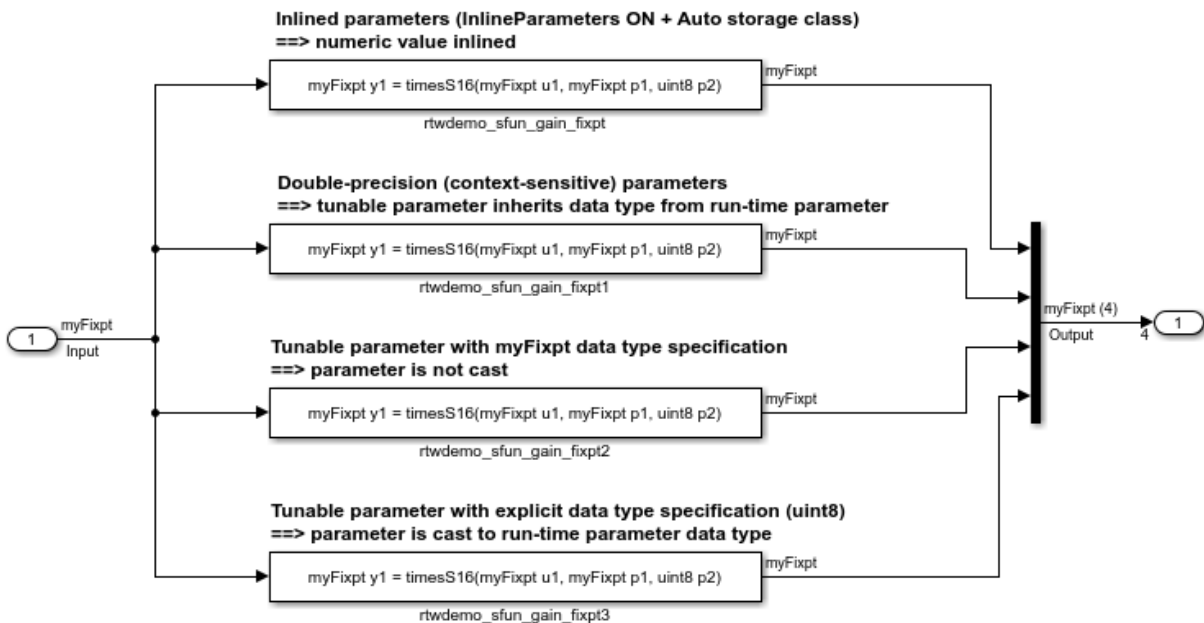 Inlined parameters (InlineParameters ON + Auto storage class)
==> numeric value inlined
myFixpt y1 = timesS16(myFixpt u1, myFixpt p1, uint8 p2)
myFixpt
rtwdemo_sfun_gain_fixpt
Double-precision (context-sensitive) parameters
==> tunable parameter inherits data type from run-time parameter
myFixpt y1 = timesS16(myFixpt u1, myFixpt p1, uint8 p2)
myFixpt
rtwdemo_sfun_gain_fixpt1
1
myFixpt
Input
Tunable parameter with myFixpt data type specification
==> parameter is not cast
myFixpt y1 = timesS16(myFixpt u1, myFixpt p1, uint8 p2)
myFixpt
rtwdemo_sfun_gain_fixpt2
Tunable parameter with explicit data type specification (uint8)
==> parameter is cast to run-time parameter data type
myFixpt y1 = timesS16(myFixpt u1, myFixpt p1, uint8 p2)
myFixpt
rtwdemo_sfun_gain_fixpt3
myFixpt (4)
Output
4
1